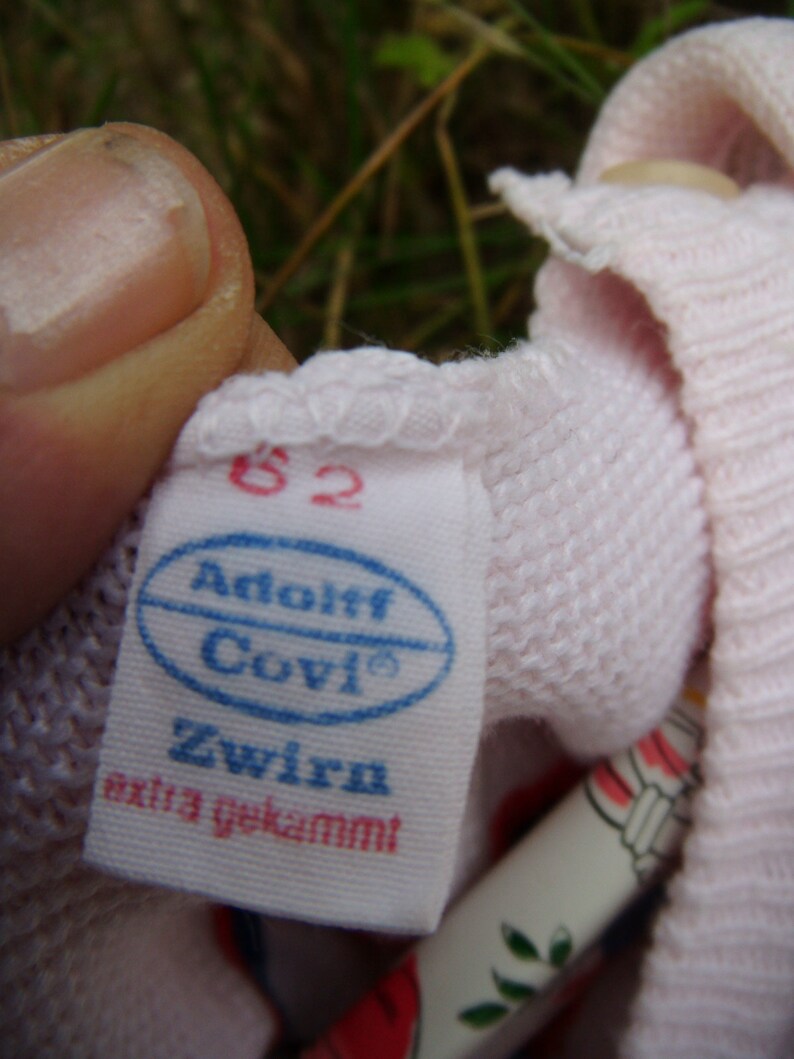 62
Adolff
Covi®
Zwirn
extra gekämmt